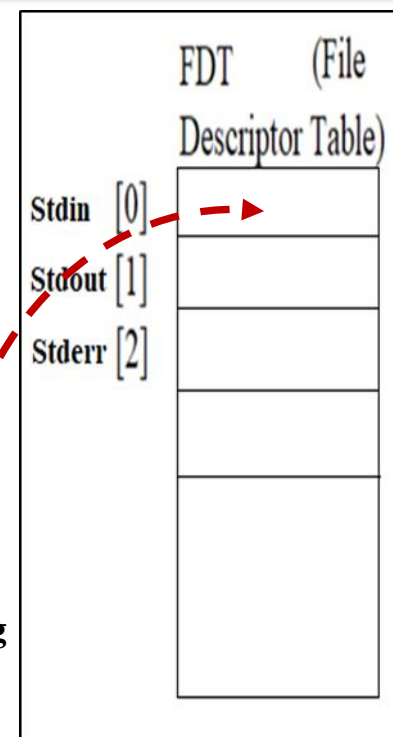 FDT (File
Descriptor Table)
Stdin [0]
Stdout [1]
Stderr [2]
g